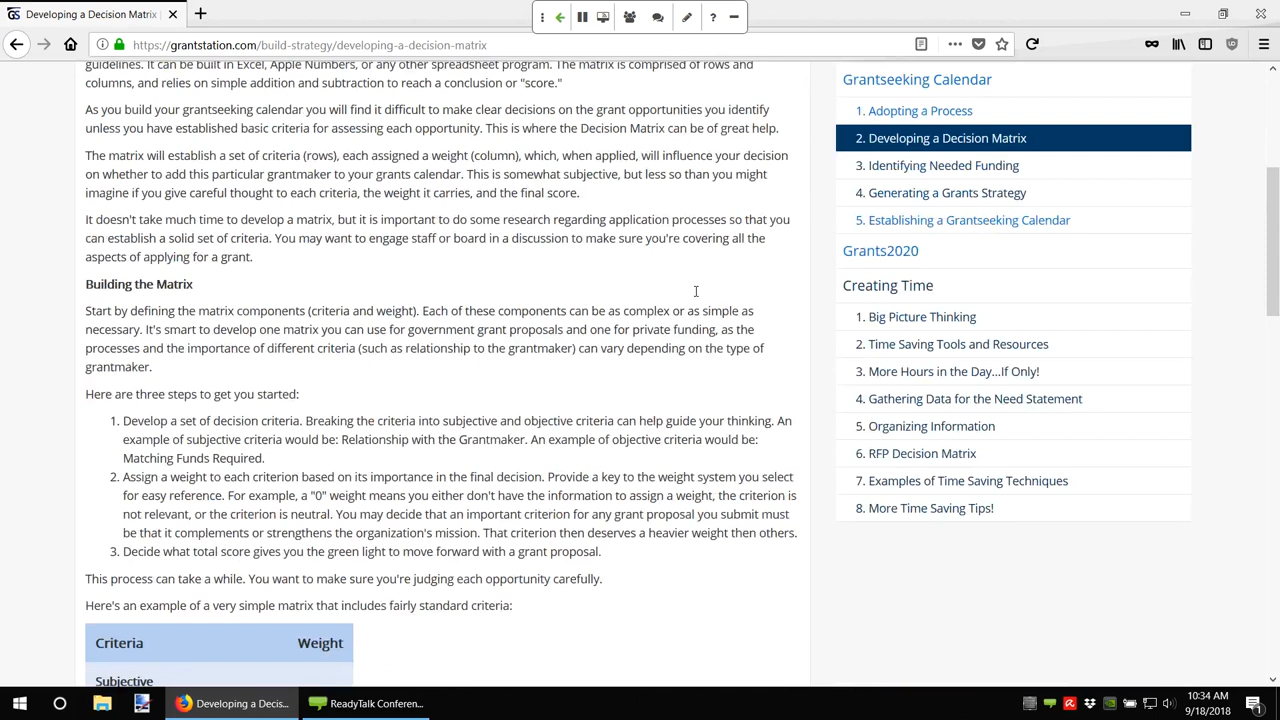 Developing a Decision Matrix |
https://grantstation.com/build-strategy/developing-a-decision-matrix
guidelines. It can be built in Excel, Apple Numbers, or any other spreadsheet program. The matrix is comprised of rows and
columns, and relies on simple addition and subtraction to reach a conclusion or "score."
As you build your grantseeking calendar you will find it difficult to make clear decisions on the grant opportunities you identify
unless you have established basic criteria for assessing each opportunity. This is where the Decision Matrix can be of great help.
The matrix will establish a set of criteria (rows), each assigned a weight (column), which, when applied, will influence your decision
on whether to add this particular grantmaker to your grants calendar. This is somewhat subjective, but less so than you might
imagine if you give careful thought to each criteria, the weight it carries, and the final score.
It doesn't take much time to develop a matrix, but it is important to do some research regarding application processes so that you
can establish a solid set of criteria. You may want to engage staff or board in a discussion to make sure you're covering all the
aspects of applying for a grant.
Building the Matrix
Start by defining the matrix components (criteria and weight). Each of these components can be as complex or as simple as
necessary. It's smart to develop one matrix you can use for government grant proposals and one for private funding, as the
processes and the importance of different criteria (such as relationship to the grantmaker) can vary depending on the type of
grantmaker.
Here are three steps to get you started:
1. Develop a set of decision criteria. Breaking the criteria into subjective and objective criteria can help guide your thinking. An
example of subjective criteria would be: Relationship with the Grantmaker. An example of objective criteria would be:
Matching Funds Required.
2. Assign a weight to each criterion based on its importance in the final decision. Provide a key to the weight system you select
for easy reference. For example, a "0" weight means you either don't have the information to assign a weight, the criterion is
not relevant, or the criterion is neutral. You may decide that an important criterion for any grant proposal you submit must
be that it complements or strengthens the organization's mission. That criterion then deserves a heavier weight then others.
3. Decide what total score gives you the green light to move forward with a grant proposal.
This process can take a while. You want to make sure you're judging each opportunity carefully.
Here's an example of a very simple matrix that includes fairly standard criteria:
Criteria Weight
Subjective
Grantseeking Calendar
1. Adopting a Process
2. Developing a Decision Matrix
3. Identifying Needed Funding
4. Generating a Grants Strategy
5. Establishing a Grantseeking Calendar
Grants2020
Creating Time
1. Big Picture Thinking
2. Time Saving Tools and Resources
3. More Hours in the Day...If Only!
4. Gathering Data for the Need Statement
5. Organizing Information
6. RFP Decision Matrix
7. Examples of Time Saving Techniques
8. More Time Saving Tips!
Developing a Decis...
ReadyTalk Conferen...
10:34 AM
9/18/2018